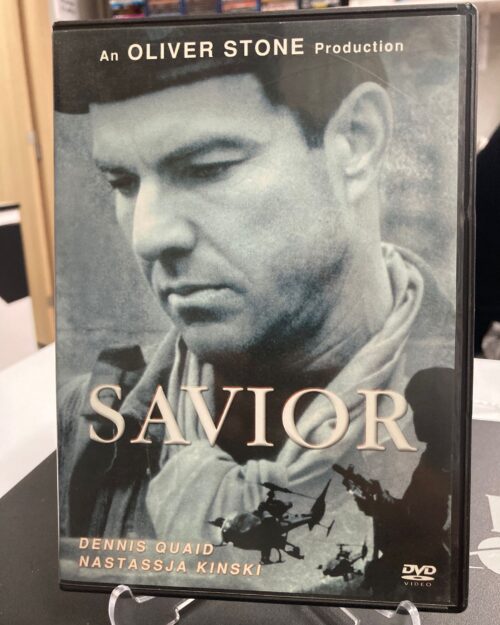 An OLIVER STONE Production
SAVIOR
DENNIS QUAID
NASTASSJA KINSKI
DVD
VIDEO